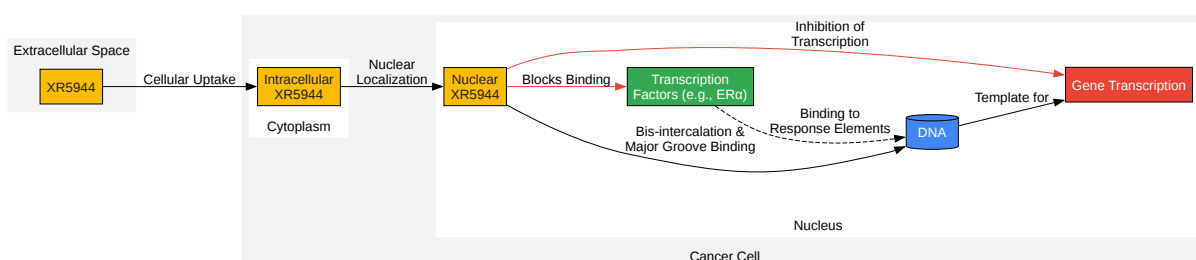 Extracellular Space
XR5944
Cellular Uptake
Intracellular
XR5944
Cytoplasm
Nuclear
Localization
Nuclear
XR5944
Blocks Binding
Transcription
Factors (e.g., ERα)
Inhibition of
Transcription
Bis-intercalation &
Major Groove Binding
Binding to
Response Elements
DNA
Template for
Gene Transcription
Nucleus
Cancer Cell